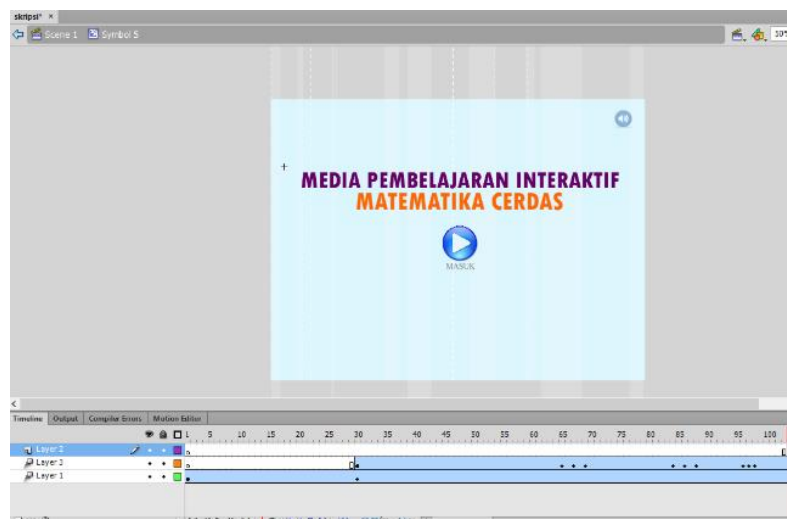 skripsi* ×
Scene 1 Symbol 5
MEDIA PEMBELAJARAN INTERAKTIF
MATEMATIKA CERDAS
MASUK
Timeline Output Compiler Errors Motion Editor
1 5 10 15 20 25 30 35 40 45 50 55 60 65 70 75 80 85 90 95 100
Layer 2
Layer 3
Layer 1